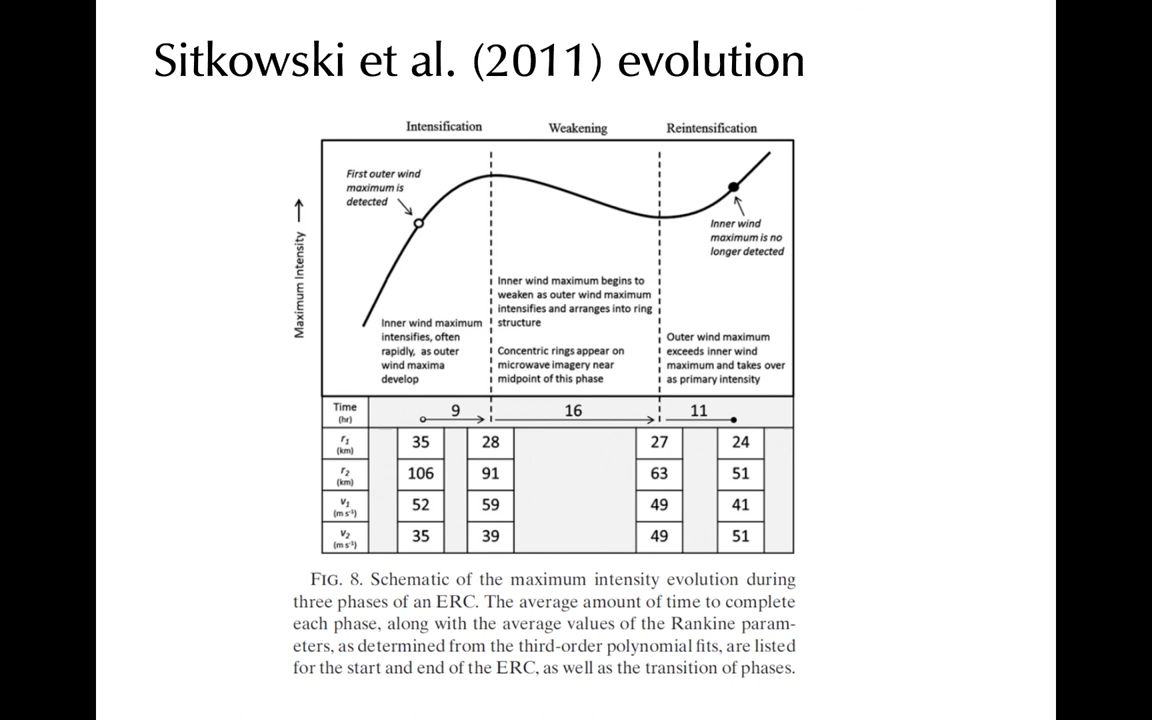 Sitkowski et al. (2011) evolution
Intensification
Weakening
Reintensification
Maximum Intensity →
First outer wind
maximum is
detected
Inner wind
maximum is no
longer detected
Inner wind maximum
intensifies, often
rapidly, as outer
wind maxima
develop
Inner wind maximum begins to
weaken as outer wind maximum
intensifies and arranges into ring
structure
Concentric rings appear on
microwave imagery near
midpoint of this phase
Outer wind maximum
exceeds inner wind
maximum and takes over
as primary intensity
Time (hr) 9 16 11
r₁ (km) 35 28 27 24
r₂ (km) 106 91 63 51
v₁ (m s⁻¹) 52 59 49 41
v₂ (m s⁻¹) 35 39 49 51
FIG. 8. Schematic of the maximum intensity evolution during
three phases of an ERC. The average amount of time to complete
each phase, along with the average values of the Rankine param-
eters, as determined from the third-order polynomial fits, are listed
for the start and end of the ERC, as well as the transition of phases.